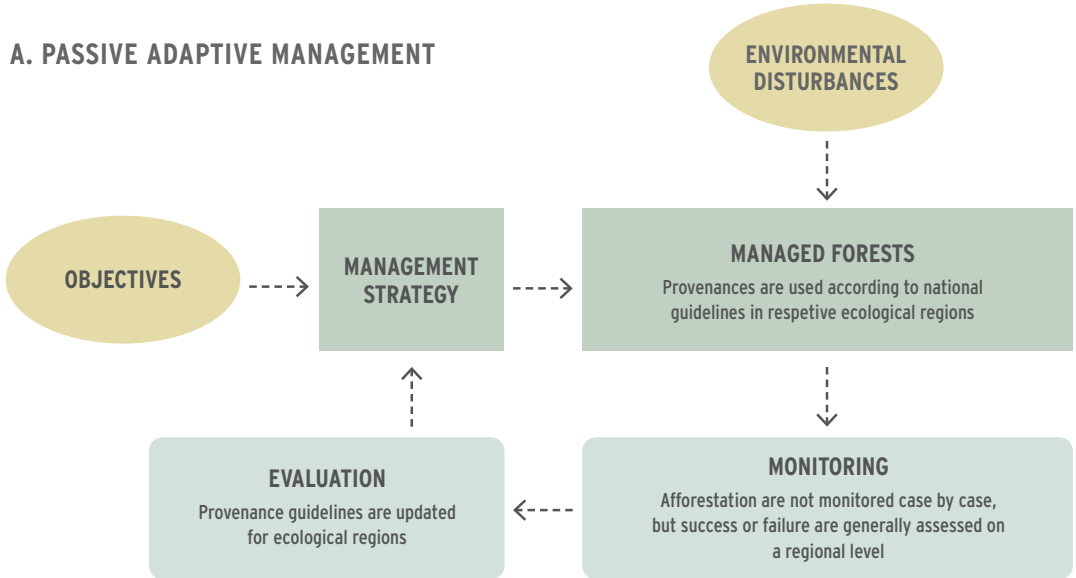 A. PASSIVE ADAPTIVE MANAGEMENT
ENVIRONMENTAL
DISTURBANCES
OBJECTIVES
MANAGEMENT
STRATEGY
MANAGED FORESTS
Provenances are used according to national
guidelines in respetive ecological regions
EVALUATION
Provenance guidelines are updated
for ecological regions
MONITORING
Afforestation are not monitored case by case,
but success or failure are generally assessed on
a regional level